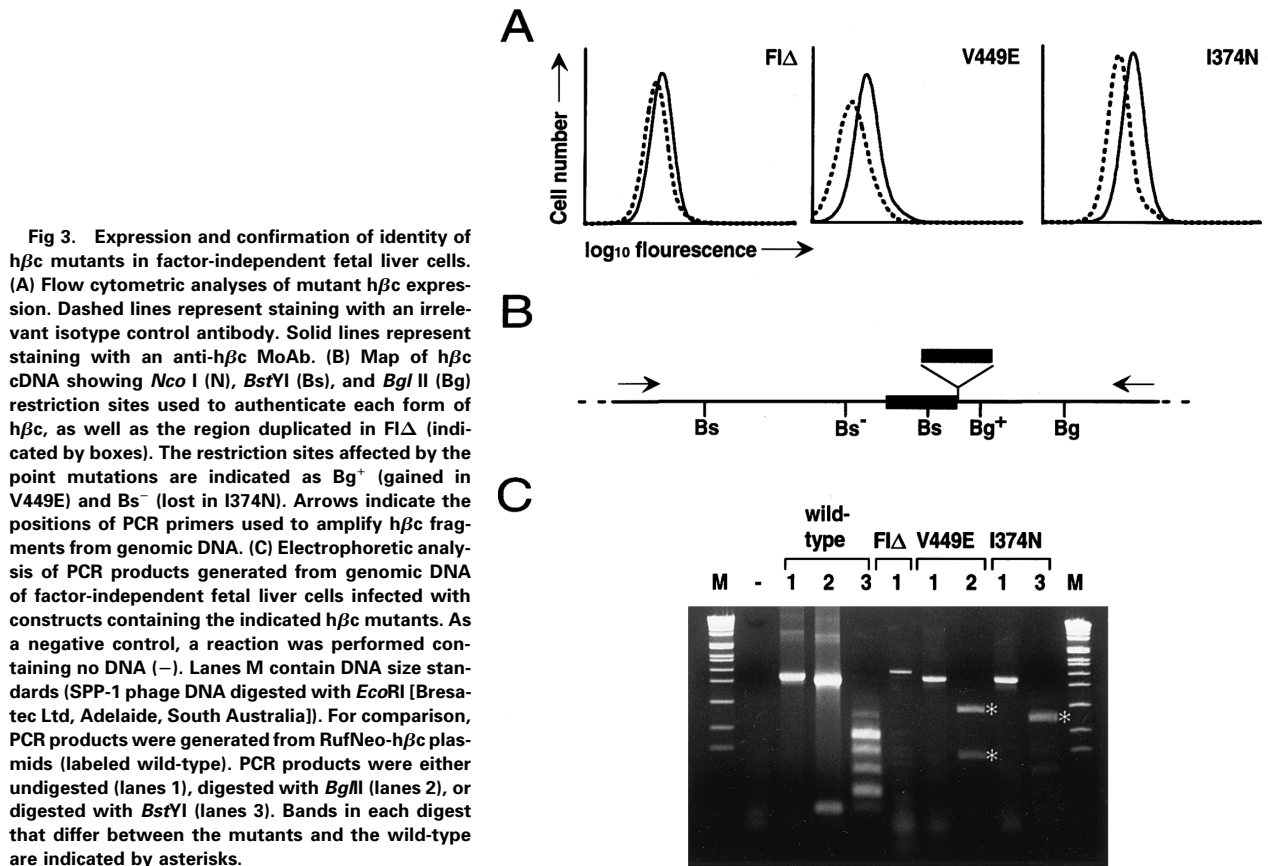 Fig 3. Expression and confirmation of identity of
hβc mutants in factor-independent fetal liver cells.
(A) Flow cytometric analyses of mutant hβc expres-
sion. Dashed lines represent staining with an irrele-
vant isotype control antibody. Solid lines represent
staining with an anti-hβc MoAb. (B) Map of hβc
cDNA showing Nco I (N), BstYI (Bs), and Bgl II (Bg)
restriction sites used to authenticate each form of
hβc, as well as the region duplicated in FIΔ (indi-
cated by boxes). The restriction sites affected by the
point mutations are indicated as Bg⁺ (gained in
V449E) and Bs⁻ (lost in I374N). Arrows indicate the
positions of PCR primers used to amplify hβc frag-
ments from genomic DNA. (C) Electrophoretic analy-
sis of PCR products generated from genomic DNA
of factor-independent fetal liver cells infected with
constructs containing the indicated hβc mutants. As
a negative control, a reaction was performed con-
taining no DNA (−). Lanes M contain DNA size stan-
dards (SPP-1 phage DNA digested with EcoRI [Bresa-
tec Ltd, Adelaide, South Australia]). For comparison,
PCR products were generated from RufNeo-hβc plas-
mids (labeled wild-type). PCR products were either
undigested (lanes 1), digested with BglII (lanes 2), or
digested with BstYI (lanes 3). Bands in each digest
that differ between the mutants and the wild-type
are indicated by asterisks.
A
FIΔ V449E I374N
Cell number
log₁₀ flourescence
B
Bs Bs⁻ Bs Bg⁺ Bg
C
wild-
type FIΔ V449E I374N
M - 1 2 3 1 1 2 1 3 M
* *
*